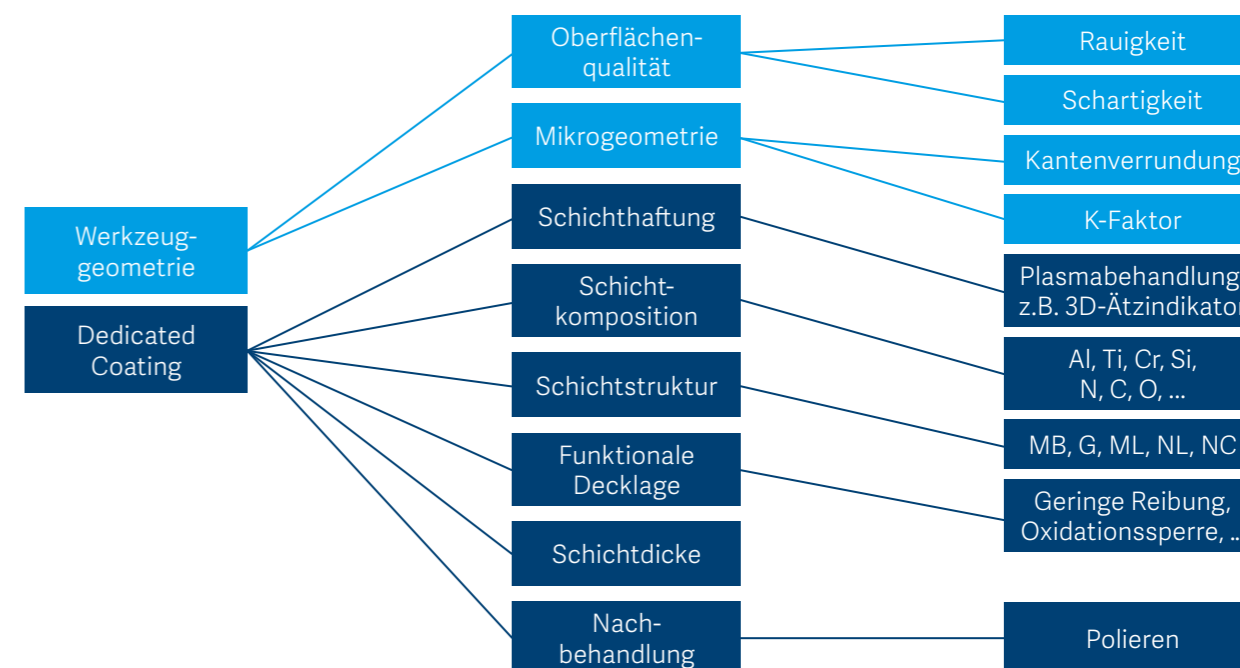 Werkzeug-
geometrie
Dedicated
Coating
Oberflächen-
qualität
Mikrogeometrie
Schichthaftung
Schicht-
komposition
Schichtstruktur
Funktionale
Decklage
Schichtdicke
Nach-
behandlung
Rauigkeit
Schartigkeit
Kantenverrundung
K-Faktor
Plasmabehandlung
z.B. 3D-Ätzindikator
Al, Ti, Cr, Si,
N, C, O, ...
MB, G, ML, NL, NC
Geringe Reibung,
Oxidationssperre, ..
Polieren